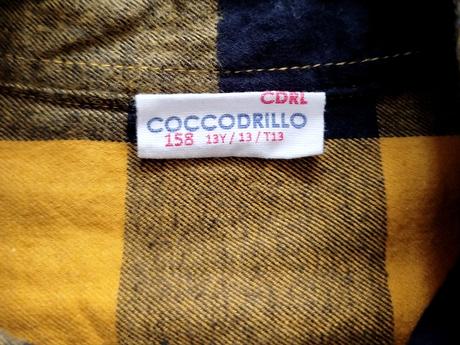 CDRL
COCCODRILLO
158 13Y / 13 / T13